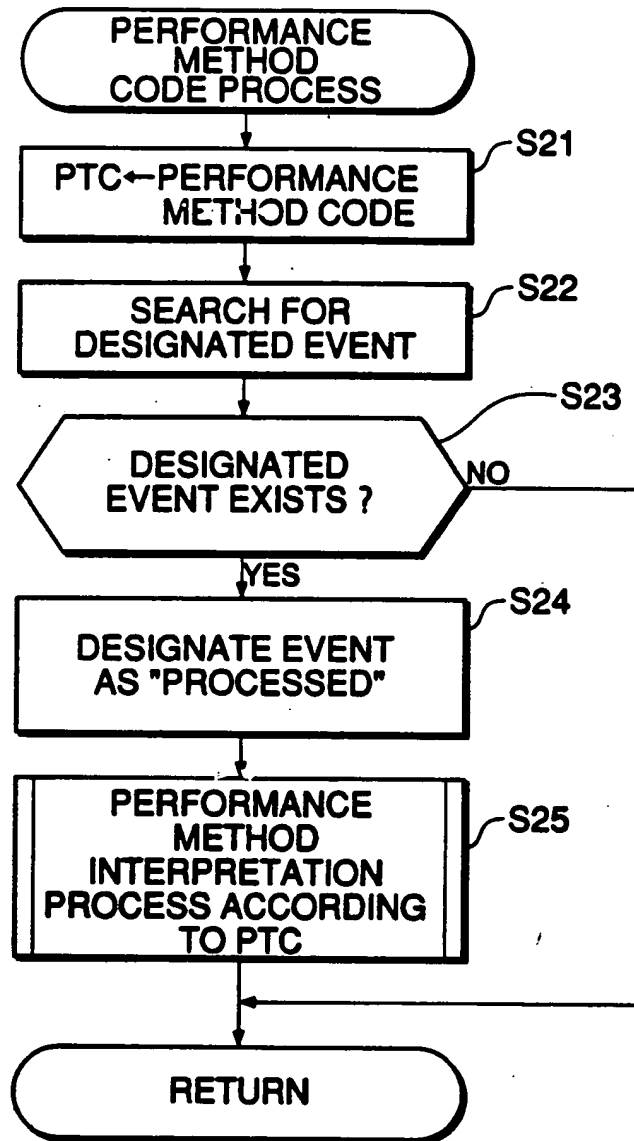 PERFORMANCE
METHOD
CODE PROCESS
S21
PTC←PERFORMANCE
METHOD CODE
S22
SEARCH FOR
DESIGNATED EVENT
S23
DESIGNATED
EVENT EXISTS ?
NO
YES
S24
DESIGNATE EVENT
AS "PROCESSED"
S25
PERFORMANCE
METHOD
INTERPRETATION
PROCESS ACCORDING
TO PTC
RETURN